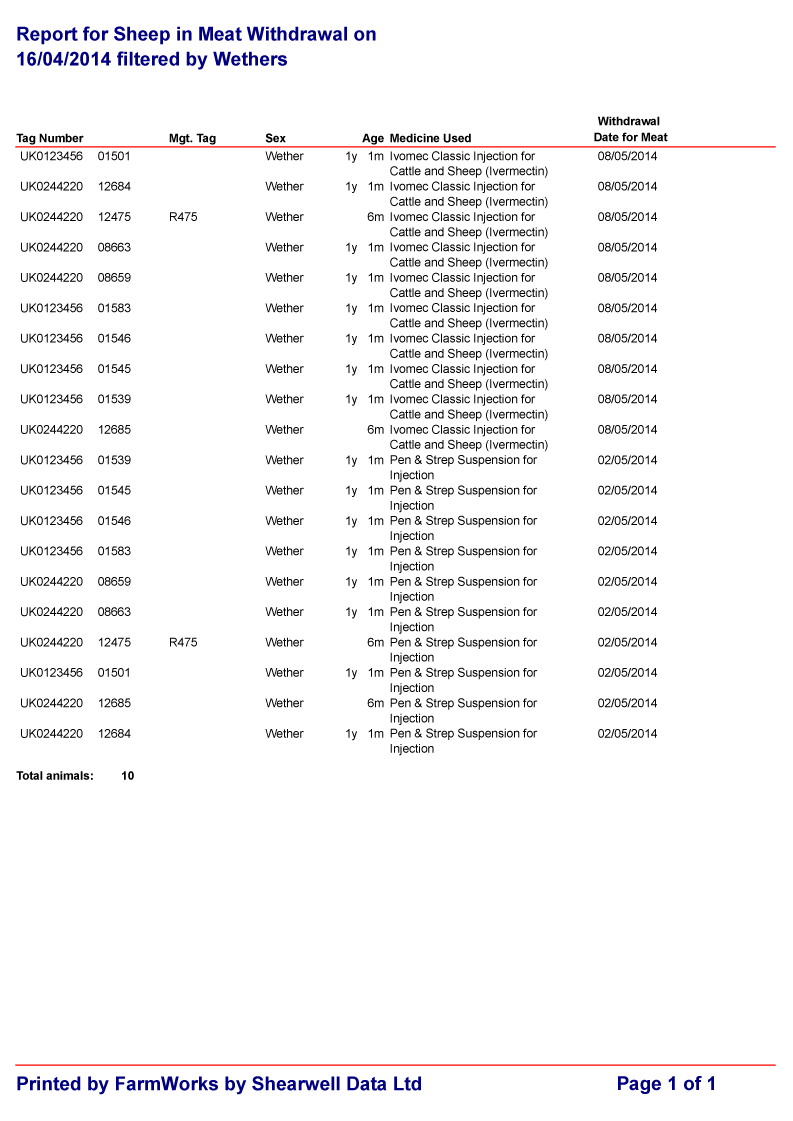 Report for Sheep in Meat Withdrawal on
16/04/2014 filtered by Wethers
Withdrawal
Tag Number Mgt. Tag Sex Age Medicine Used Date for Meat
UK0123456 01501 Wether 1y 1m Ivomec Classic Injection for 08/05/2014
Cattle and Sheep (Ivermectin)
UK0244220 12684 Wether 1y 1m Ivomec Classic Injection for 08/05/2014
Cattle and Sheep (Ivermectin)
UK0244220 12475 R475 Wether 6m Ivomec Classic Injection for 08/05/2014
Cattle and Sheep (Ivermectin)
UK0244220 08663 Wether 1y 1m Ivomec Classic Injection for 08/05/2014
Cattle and Sheep (Ivermectin)
UK0244220 08659 Wether 1y 1m Ivomec Classic Injection for 08/05/2014
Cattle and Sheep (Ivermectin)
UK0123456 01583 Wether 1y 1m Ivomec Classic Injection for 08/05/2014
Cattle and Sheep (Ivermectin)
UK0123456 01546 Wether 1y 1m Ivomec Classic Injection for 08/05/2014
Cattle and Sheep (Ivermectin)
UK0123456 01545 Wether 1y 1m Ivomec Classic Injection for 08/05/2014
Cattle and Sheep (Ivermectin)
UK0123456 01539 Wether 1y 1m Ivomec Classic Injection for 08/05/2014
Cattle and Sheep (Ivermectin)
UK0244220 12685 Wether 6m Ivomec Classic Injection for 08/05/2014
Cattle and Sheep (Ivermectin)
UK0123456 01539 Wether 1y 1m Pen & Strep Suspension for 02/05/2014
Injection
UK0123456 01545 Wether 1y 1m Pen & Strep Suspension for 02/05/2014
Injection
UK0123456 01546 Wether 1y 1m Pen & Strep Suspension for 02/05/2014
Injection
UK0123456 01583 Wether 1y 1m Pen & Strep Suspension for 02/05/2014
Injection
UK0244220 08659 Wether 1y 1m Pen & Strep Suspension for 02/05/2014
Injection
UK0244220 08663 Wether 1y 1m Pen & Strep Suspension for 02/05/2014
Injection
UK0244220 12475 R475 Wether 6m Pen & Strep Suspension for 02/05/2014
Injection
UK0123456 01501 Wether 1y 1m Pen & Strep Suspension for 02/05/2014
Injection
UK0244220 12685 Wether 6m Pen & Strep Suspension for 02/05/2014
Injection
UK0244220 12684 Wether 1y 1m Pen & Strep Suspension for 02/05/2014
Injection
Total animals: 10
Printed by FarmWorks by Shearwell Data Ltd Page 1 of 1